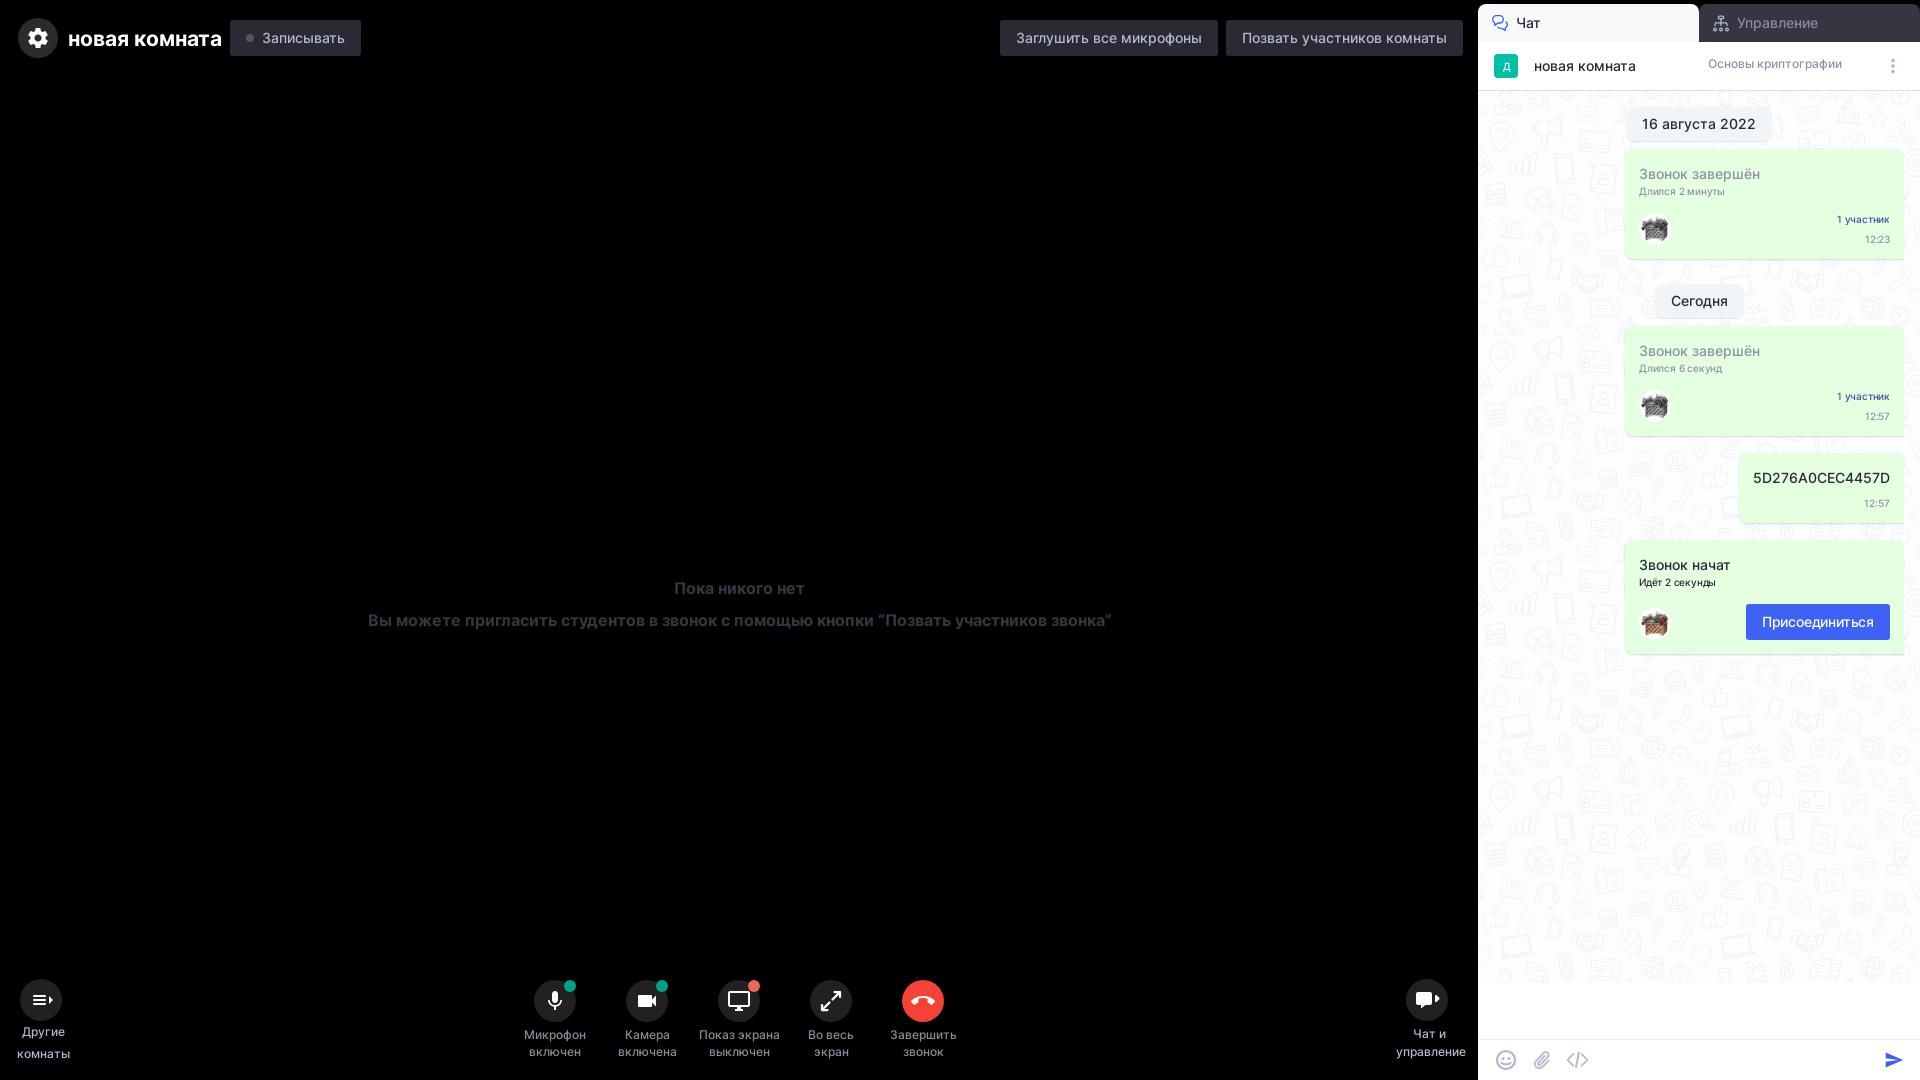 новая комната
Записывать
Заглушить все микрофоны
Позвать участников комнаты
Пока никого нет
Вы можете пригласить студентов в звонок с помощью кнопки “Позвать участников звонка”
Другие
комнаты
Микрофон
включен
Камера
включена
Показ экрана
выключен
Во весь
экран
Завершить
звонок
Чат и
управление
Чат
Управление
Д
новая комната
Основы криптографии
16 августа 2022
Звонок завершён
Длился 2 минуты
1 участник
12:23
Сегодня
Звонок завершён
Длился 6 секунд
1 участник
12:57
5D276A0CEC4457D
12:57
Звонок начат
Идёт 2 секунды
Присоединиться